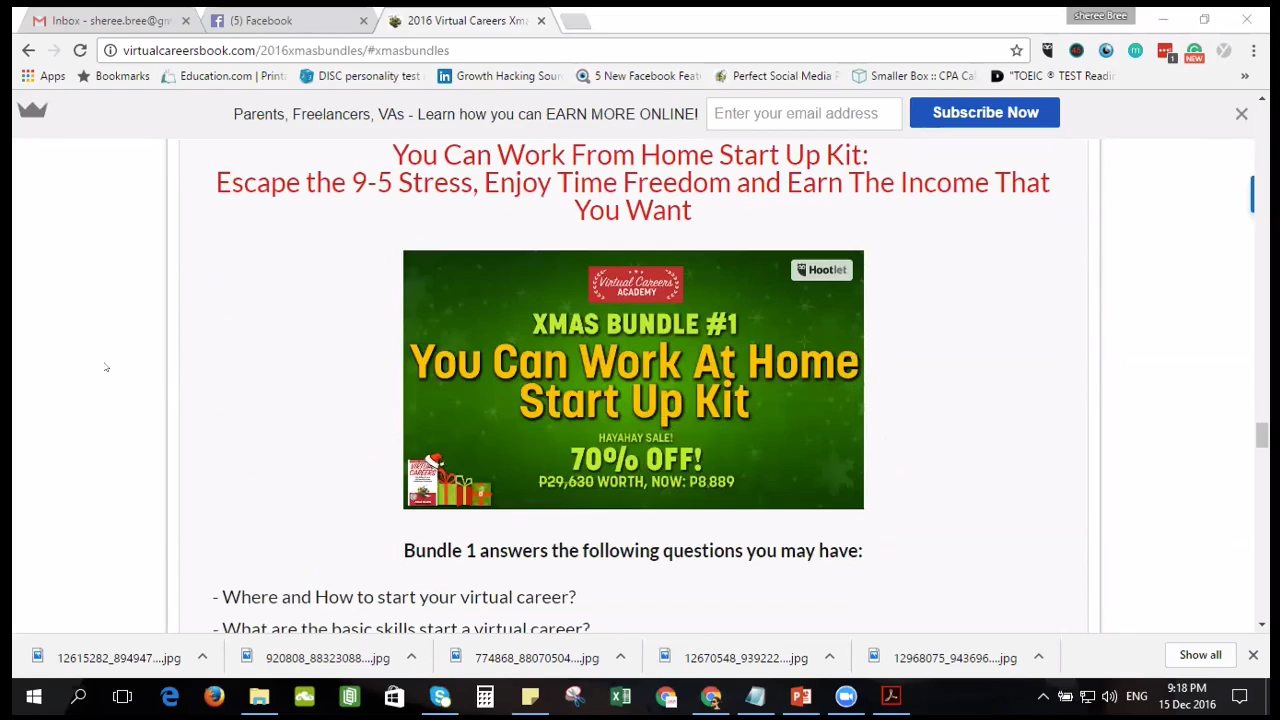 Inbox - sheree.bree@gm
(5) Facebook
2016 Virtual Careers Xma
sheree Bree
virtualcareersbook.com/2016xmasbundles/#xmasbundles
1
NEW
Apps
Bookmarks
Education.com | Print
DISC personality test
Growth Hacking Sour
5 New Facebook Feat
Perfect Social Media P
Smaller Box :: CPA Cal
"TOEIC ® TEST Readin
»
Parents, Freelancers, VAs - Learn how you can EARN MORE ONLINE!
Enter your email address
Subscribe Now
You Can Work From Home Start Up Kit:
Escape the 9-5 Stress, Enjoy Time Freedom and Earn The Income That
You Want
Hootlet
Virtual Careers
ACADEMY
XMAS BUNDLE #1
You Can Work At Home
Start Up Kit
HAYAHAY SALE!
70% OFF!
P29,630 WORTH, NOW: P8,889
VIRTUAL
CAREERS
Bundle 1 answers the following questions you may have:
- Where and How to start your virtual career?
- What are the basic skills start a virtual career?
12615282_894947....jpg
920808_88323088....jpg
774868_88070504....jpg
12670548_939222....jpg
12968075_943696....jpg
Show all
ENG
9:18 PM
15 Dec 2016